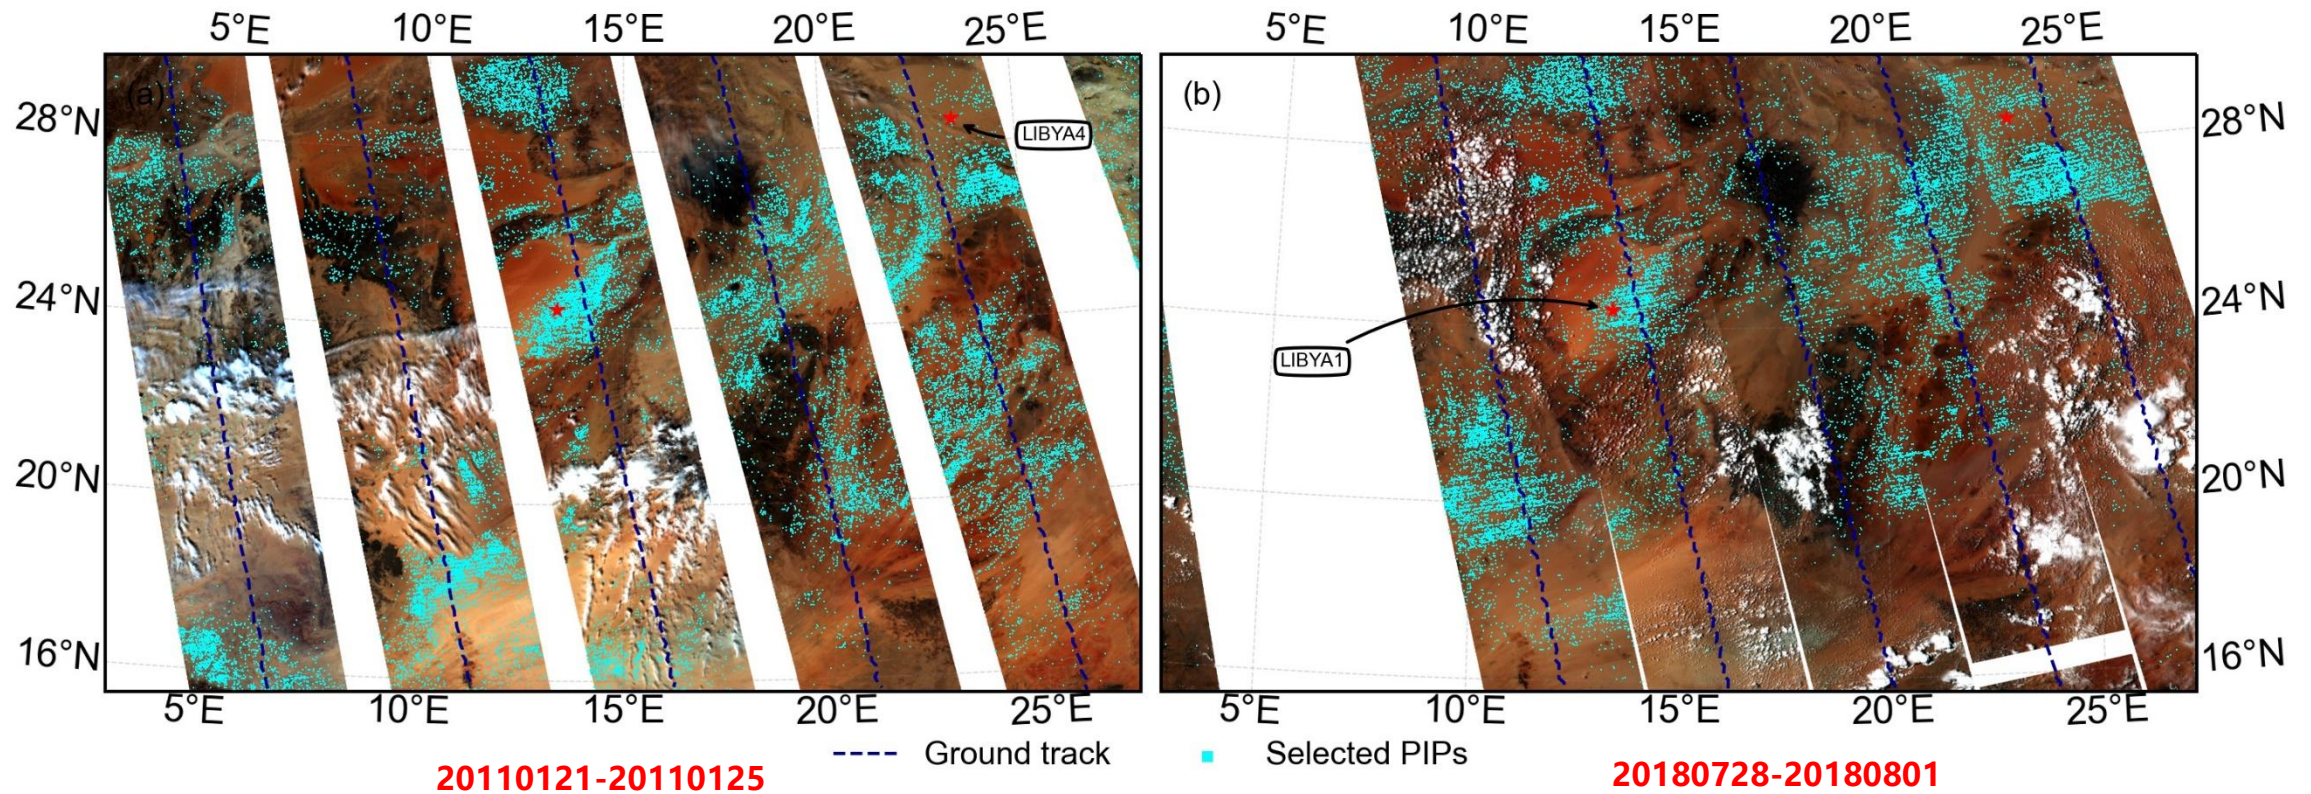 5°E 10°E 15°E 20°E 25°E 5°E 10°E 15°E 20°E 25°E
(a) (b)
28°N 28°N
LIBYA4
24°N 24°N
LIBYA1
20°N 20°N
16°N 16°N
5°E 10°E 15°E 20°E 25°E 5°E 10°E 15°E 20°E 25°E
Ground track Selected PIPs
20110121-20110125 20180728-20180801